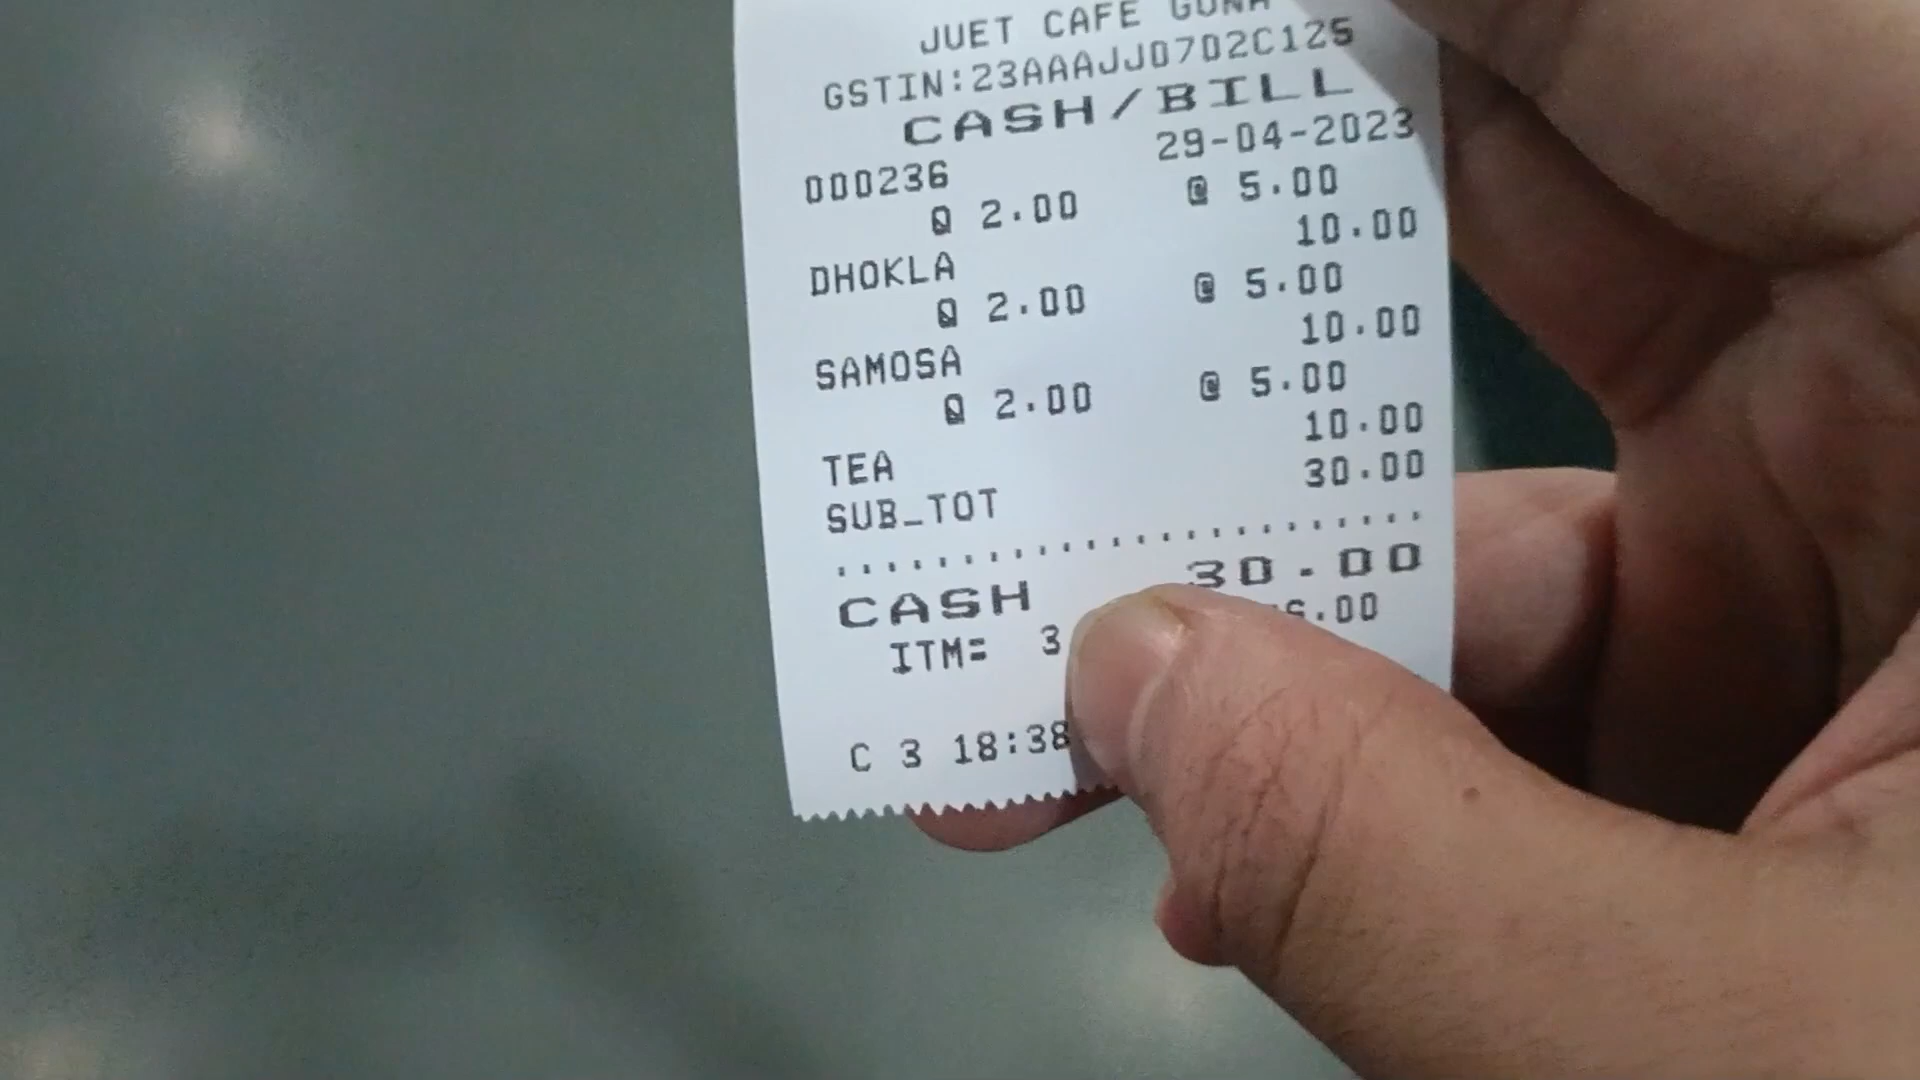 JUET CAFE GUNA
GSTIN:23AAAJJ0702C1Z5
CASH/BILL
000236 29-04-2023
Q 2.00 @ 5.00
DHOKLA 10.00
Q 2.00 @ 5.00
SAMOSA 10.00
Q 2.00 @ 5.00
TEA 10.00
SUB_TOT 30.00
CASH 30.00
ITM= 3
C 3 18:38